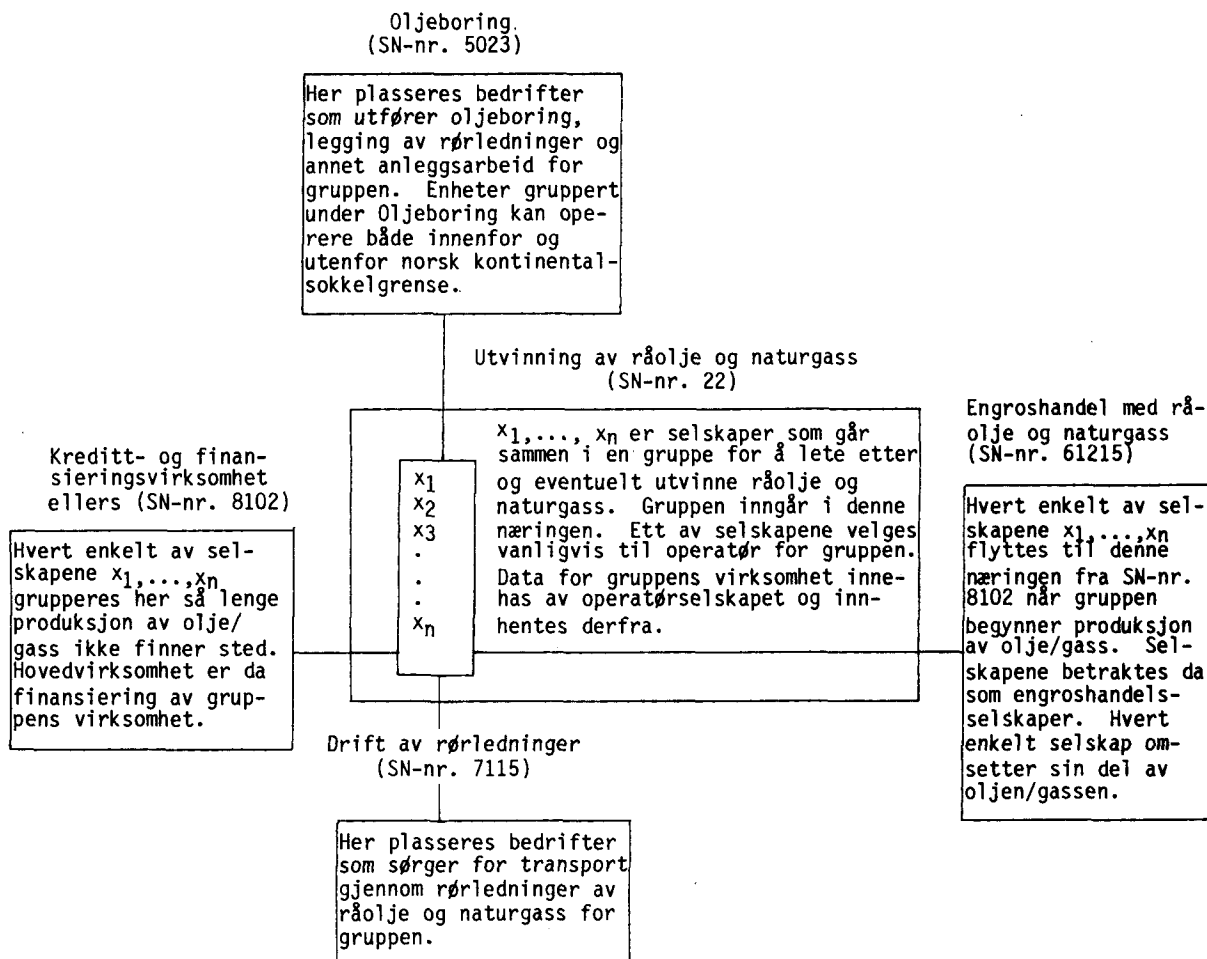 Oljeboring.
(SN-nr. 5023)
Her plasseres bedrifter
som utfører oljeboring,
legging av rørledninger og
annet anleggsarbeid for
gruppen. Enheter gruppert
under Oljeboring kan ope-
rere både innenfor og
utenfor norsk kontinental-
sokkelgrense.
Utvinning av råolje og naturgass
(SN-nr. 22)
x1,..., xn er selskaper som går
sammen i en gruppe for å lete etter
og eventuelt utvinne råolje og
naturgass. Gruppen inngår i denne
næringen. Ett av selskapene velges
vanligvis til operatør for gruppen.
Data for gruppens virksomhet inne-
has av operatørselskapet og inn-
hentes derfra.
x1
x2
x3
.
.
.
xn
Kreditt- og finan-
sieringsvirksomhet
ellers (SN-nr. 8102)
Hvert enkelt av sel-
skapene x1,...,xn
grupperes her så lenge
produksjon av olje/
gass ikke finner sted.
Hovedvirksomhet er da
finansiering av grup-
pens virksomhet.
Engroshandel med rå-
olje og naturgass
(SN-nr. 61215)
Hvert enkelt av sel-
skapene x1,...,xn
flyttes til denne
næringen fra SN-nr.
8102 når gruppen
begynner produksjon
av olje/gass. Sel-
skapene betraktes da
som engroshandels-
selskaper. Hvert
enkelt selskap om-
setter sin del av
oljen/gassen.
Drift av rørledninger
(SN-nr. 7115)
Her plasseres bedrifter
som sørger for transport
gjennom rørledninger av
råolje og naturgass for
gruppen.